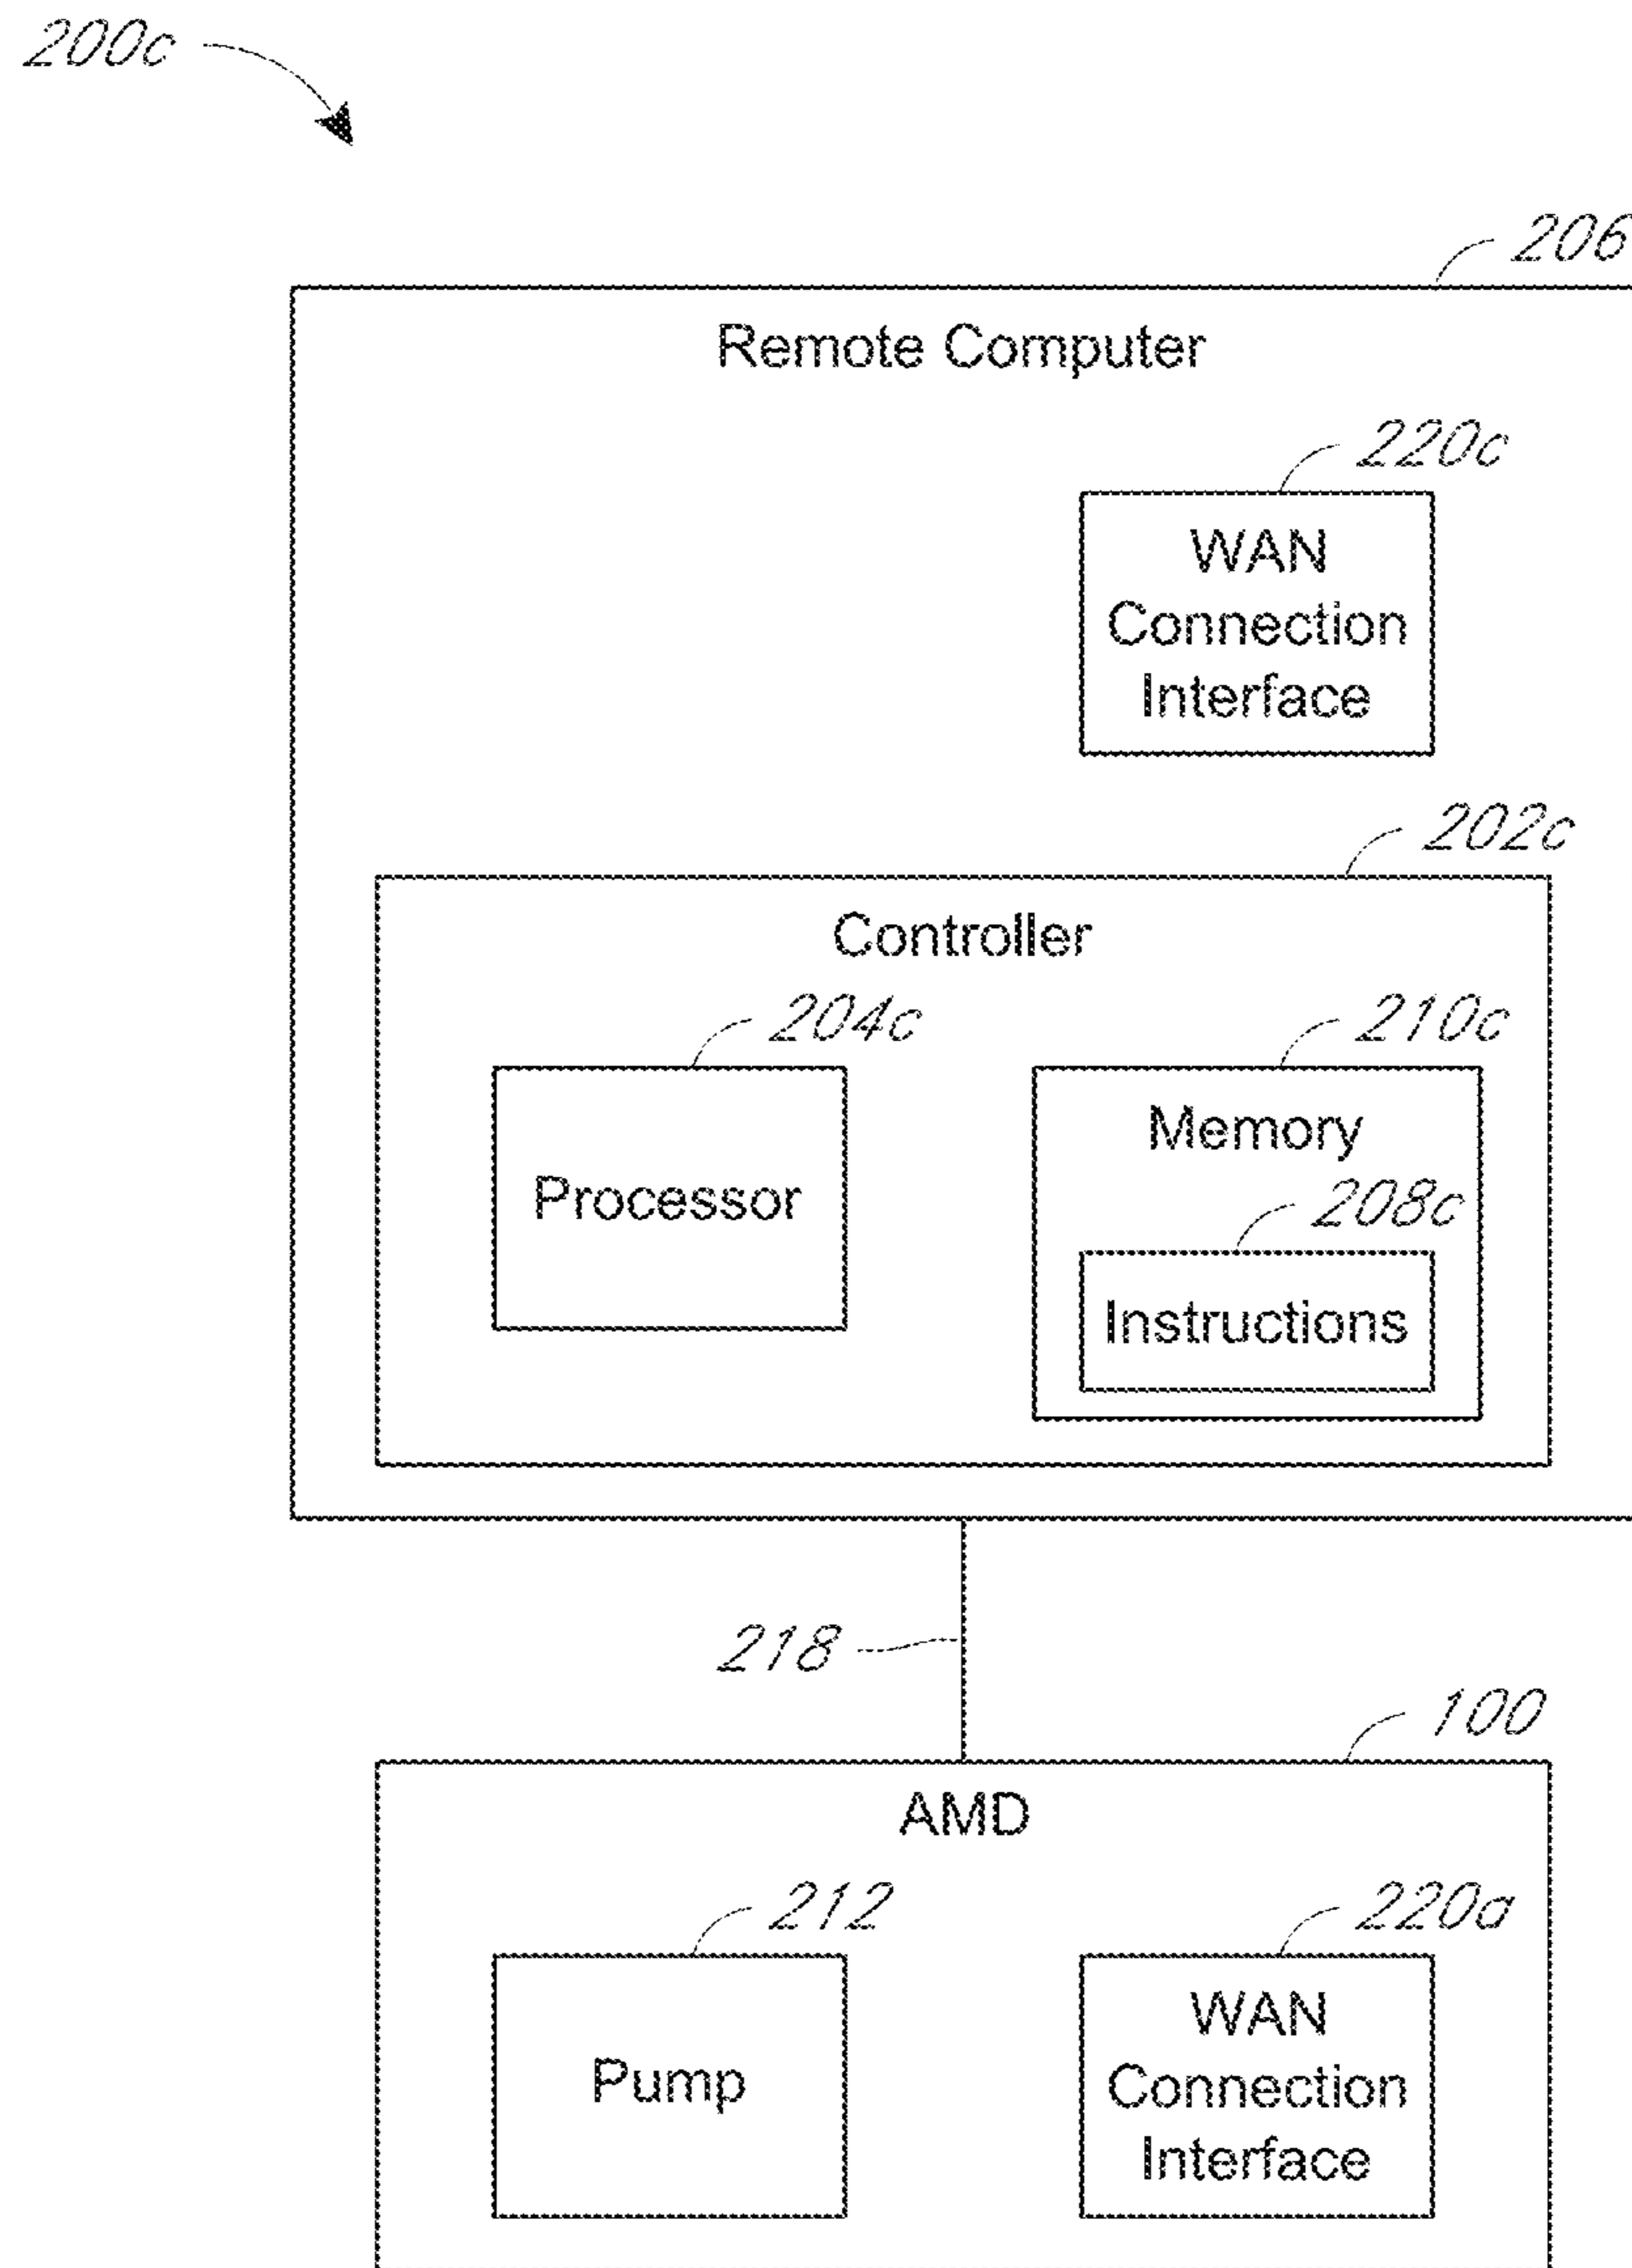 200c
206
Remote Computer
220c
WAN
Connection
Interface
202c
Controller
204c
210c
Memory
Processor
208c
Instructions
218
100
AMD
212
220a
Pump
WAN
Connection
Interface